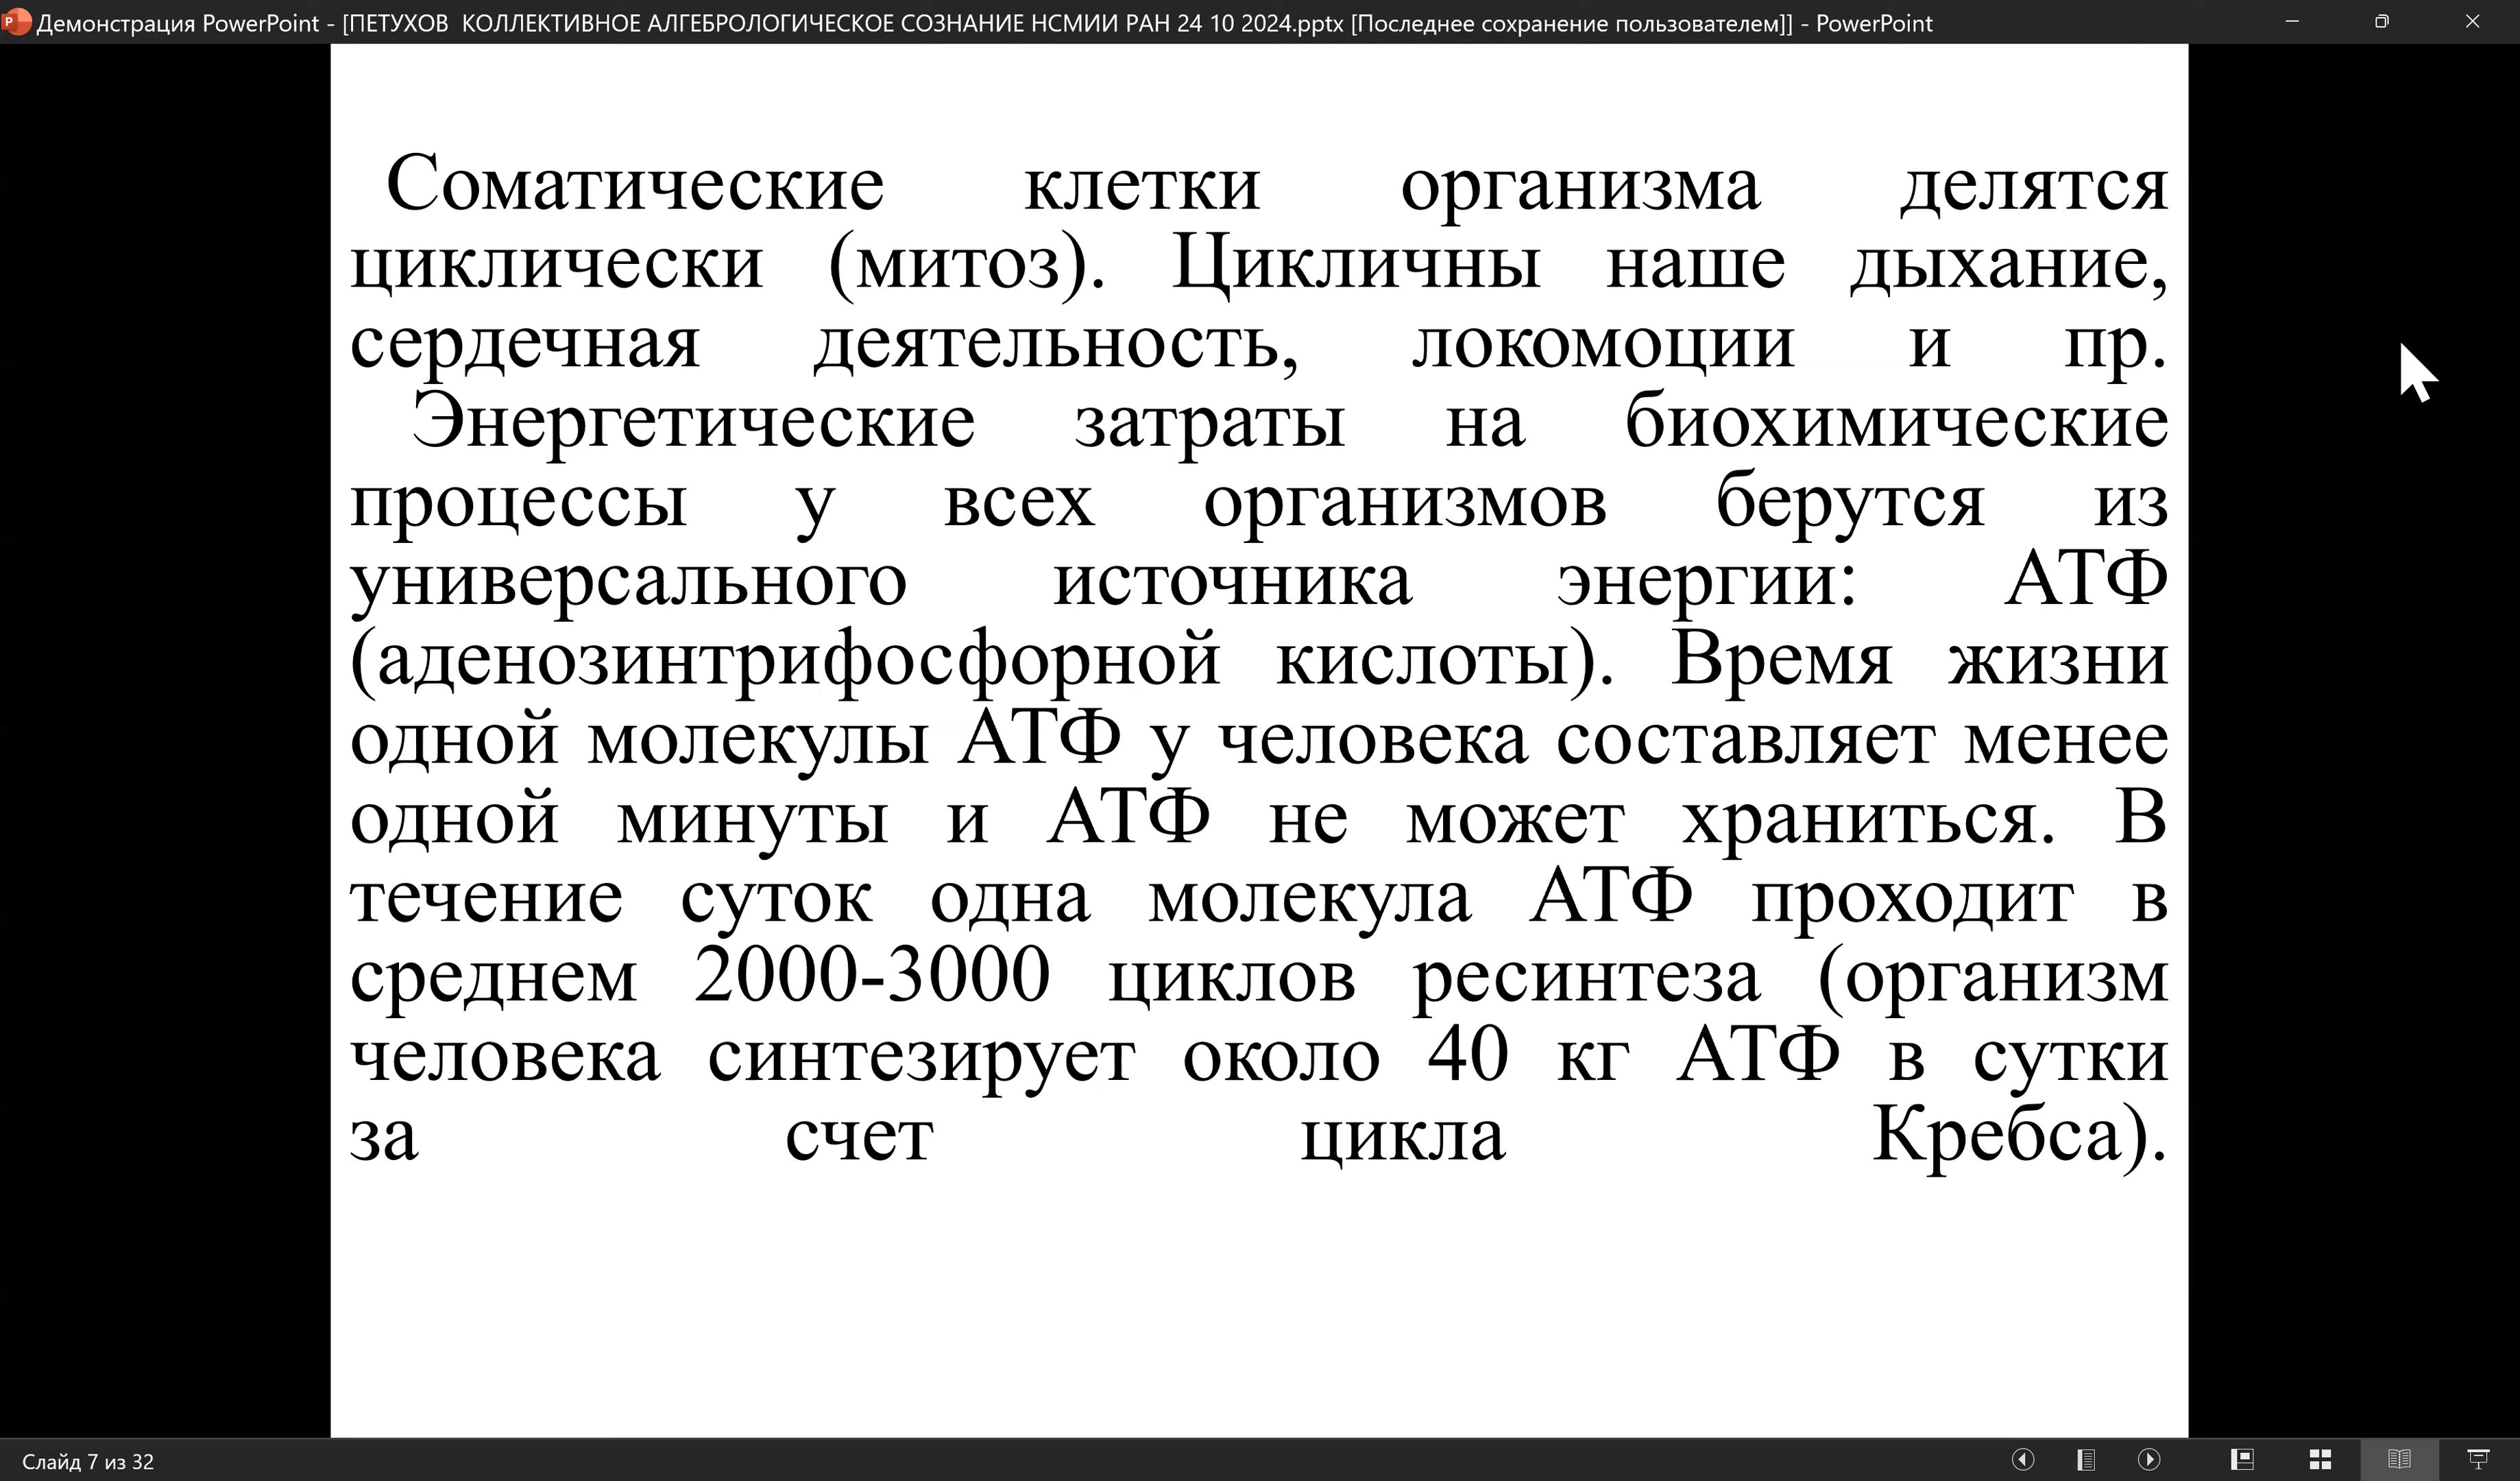 Демонстрация PowerPoint - [ПЕТУХОВ  КОЛЛЕКТИВНОЕ АЛГЕБРОЛОГИЧЕСКОЕ СОЗНАНИЕ НСМИИ РАН 24 10 2024.pptx [Последнее сохранение пользователем]] - PowerPoint
Соматические клетки организма делятся
циклически (митоз). Цикличны наше дыхание,
сердечная деятельность, локомоции и пр.
Энергетические затраты на биохимические
процессы у всех организмов берутся из
универсального источника энергии: АТФ
(аденозинтрифосфорной кислоты). Время жизни
одной молекулы АТФ у человека составляет менее
одной минуты и АТФ не может храниться. В
течение суток одна молекула АТФ проходит в
среднем 2000-3000 циклов ресинтеза (организм
человека синтезирует около 40 кг АТФ в сутки
за счет цикла Кребса).
Слайд 7 из 32